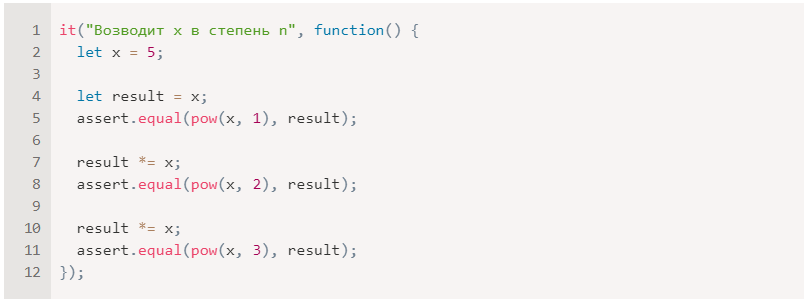 1 it("Возводит x в степень n", function() {
2   let x = 5;
3
4   let result = x;
5   assert.equal(pow(x, 1), result);
6
7   result *= x;
8   assert.equal(pow(x, 2), result);
9
10   result *= x;
11   assert.equal(pow(x, 3), result);
12 });